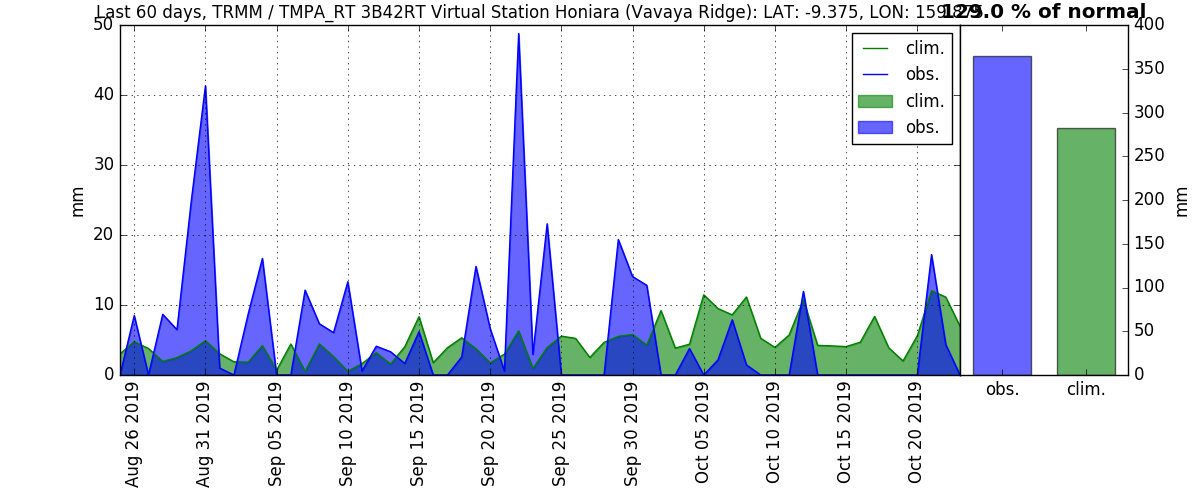 Last 60 days, TRMM / TMPA_RT 3B42RT Virtual Station Honiara (Vavaya Ridge): LAT: -9.375, LON:
129.0 % of normal
50
40
30
20
10
0
mm
clim.
obs.
clim.
obs.
400
350
300
250
200
150
100
50
0
mm
obs.
clim.
Aug 26 2019
Aug 31 2019
Sep 05 2019
Sep 10 2019
Sep 15 2019
Sep 20 2019
Sep 25 2019
Sep 30 2019
Oct 05 2019
Oct 10 2019
Oct 15 2019
Oct 20 2019